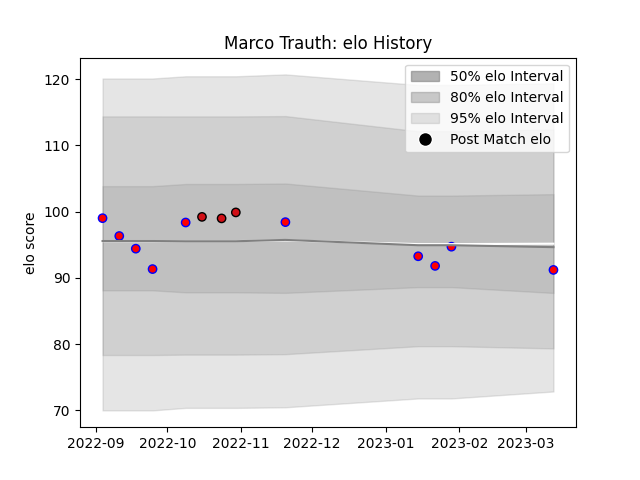 Marco Trauth: elo History
50% elo Interval
80% elo Interval
95% elo Interval
Post Match elo
elo score
120
110
100
90
80
70
2022-09 2022-10 2022-11 2022-12 2023-01 2023-02 2023-03